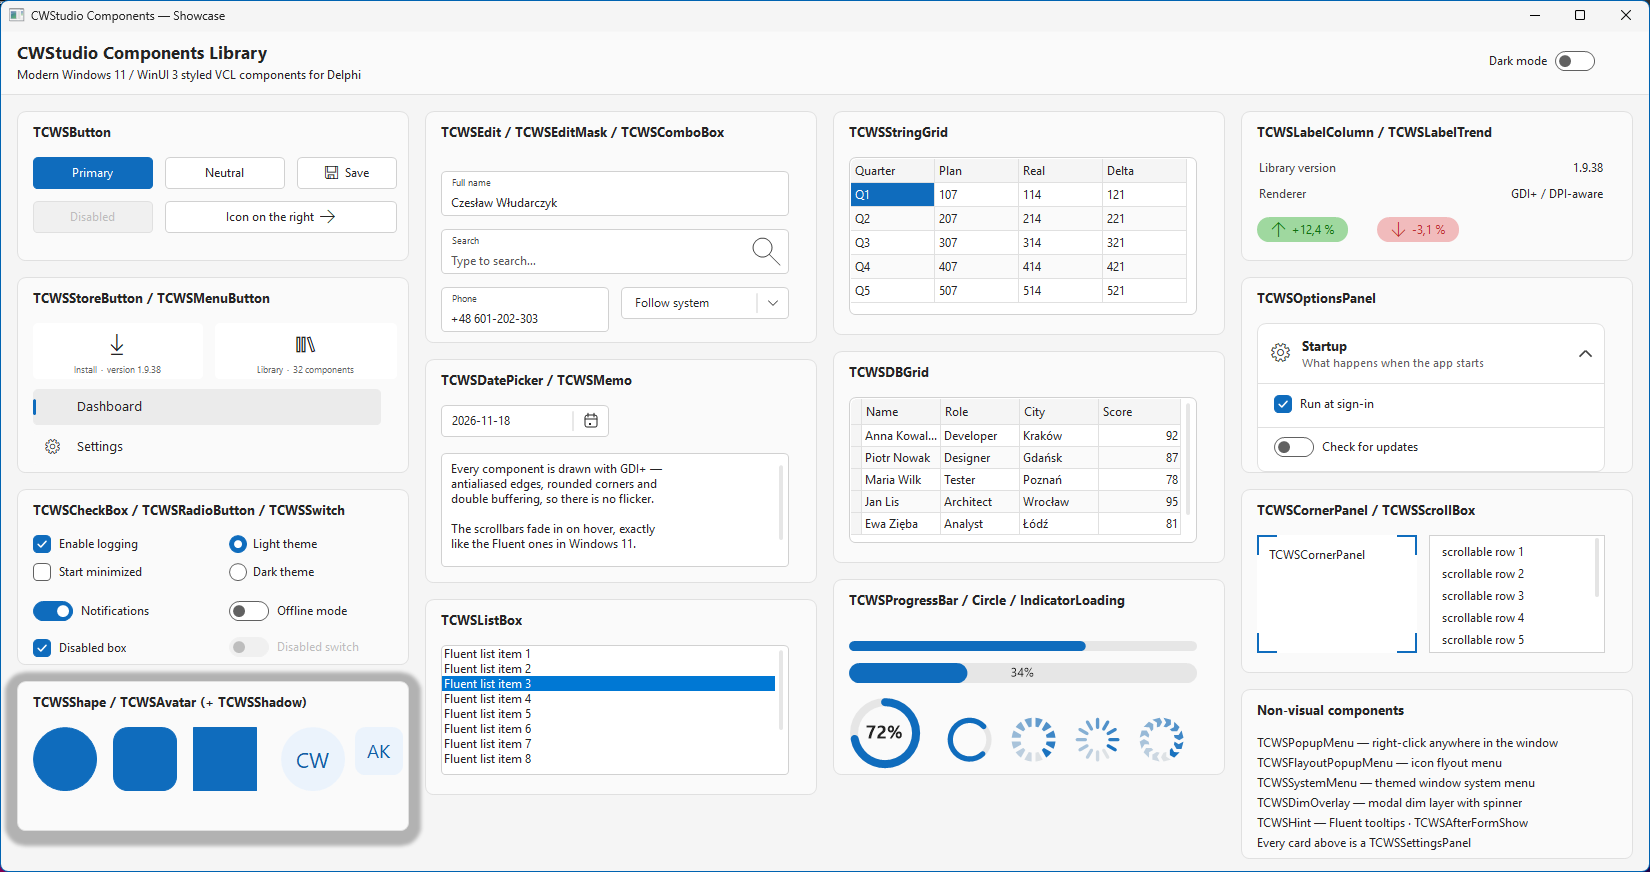 CWStudio Components — Showcase
CWStudio Components Library
Modern Windows 11 / WinUI 3 styled VCL components for Delphi
Dark mode
TCWSButton
Primary
Neutral
Save
Disabled
Icon on the right
TCWSStoreButton / TCWSMenuButton
Install · version 1.9.38
Library · 32 components
Dashboard
Settings
TCWSCheckBox / TCWSRadioButton / TCWSSwitch
Enable logging
Light theme
Start minimized
Dark theme
Notifications
Offline mode
Disabled box
Disabled switch
TCWSShape / TCWSAvatar (+ TCWSShadow)
CW
AK
TCWSEdit / TCWSEditMask / TCWSComboBox
Full name
Czesław Włudarczyk
Search
Type to search...
Phone
+48 601-202-303
Follow system
TCWSDatePicker / TCWSMemo
2026-11-18
Every component is drawn with GDI+ —
antialiased edges, rounded corners and
double buffering, so there is no flicker.
The scrollbars fade in on hover, exactly
like the Fluent ones in Windows 11.
TCWSListBox
Fluent list item 1
Fluent list item 2
Fluent list item 3
Fluent list item 4
Fluent list item 5
Fluent list item 6
Fluent list item 7
Fluent list item 8
TCWSStringGrid
Quarter Plan Real Delta
Q1 107 114 121
Q2 207 214 221
Q3 307 314 321
Q4 407 414 421
Q5 507 514 521
TCWSDBGrid
Name Role City Score
Anna Kowal... Developer Kraków 92
Piotr Nowak Designer Gdańsk 87
Maria Wilk Tester Poznań 78
Jan Lis Architect Wrocław 95
Ewa Zięba Analyst Łódź 81
TCWSProgressBar / Circle / IndicatorLoading
34%
72%
TCWSLabelColumn / TCWSLabelTrend
Library version 1.9.38
Renderer GDI+ / DPI-aware
+12,4 %
-3,1 %
TCWSOptionsPanel
Startup
What happens when the app starts
Run at sign-in
Check for updates
TCWSCornerPanel / TCWSScrollBox
TCWSCornerPanel
scrollable row 1
scrollable row 2
scrollable row 3
scrollable row 4
scrollable row 5
Non-visual components
TCWSPopupMenu — right-click anywhere in the window
TCWSFlayoutPopupMenu — icon flyout menu
TCWSSystemMenu — themed window system menu
TCWSDimOverlay — modal dim layer with spinner
TCWSHint — Fluent tooltips · TCWSAfterFormShow
Every card above is a TCWSSettingsPanel